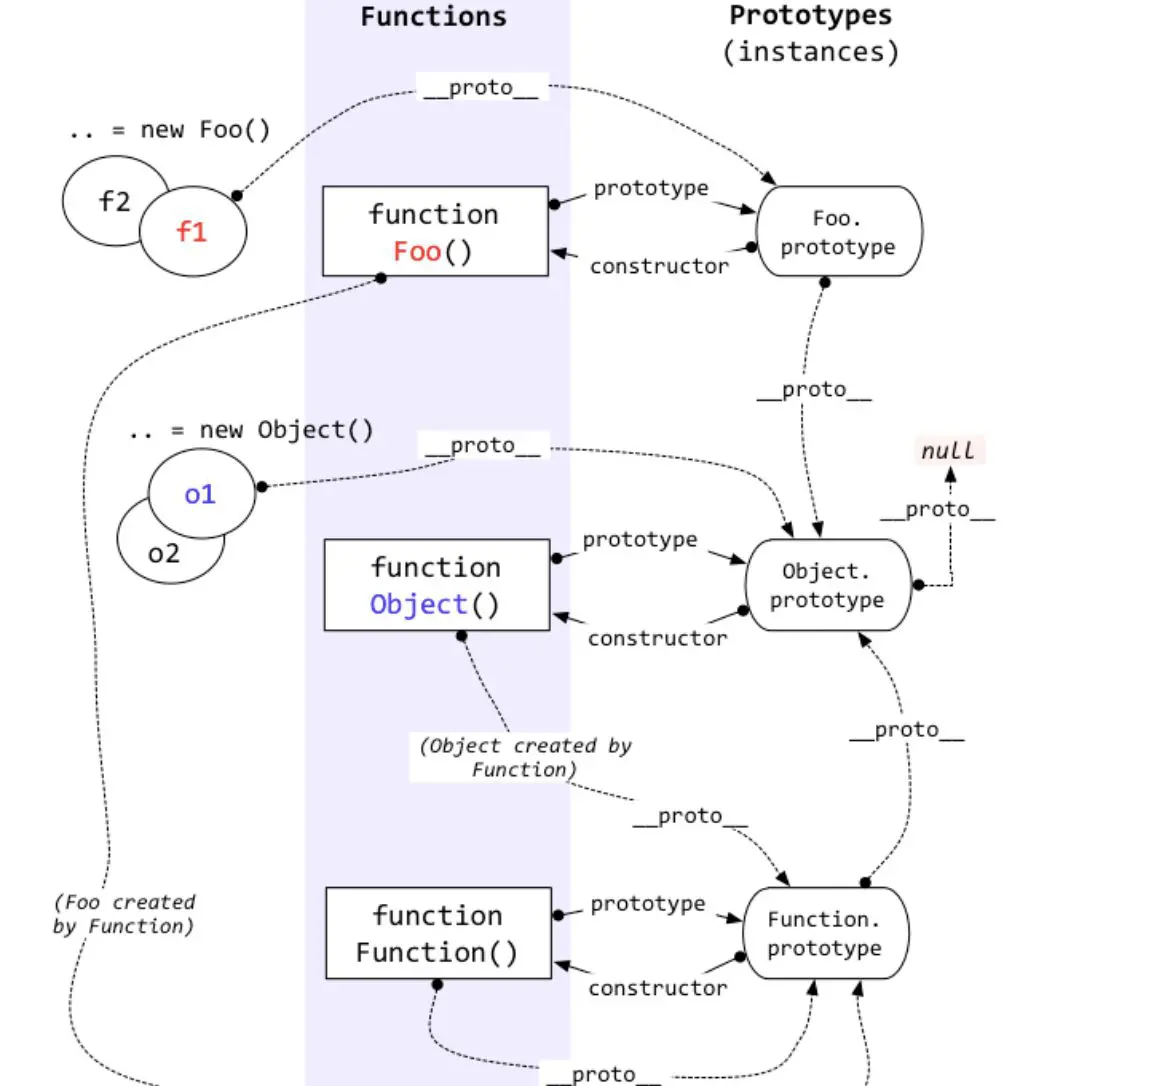 Functions
Prototypes
(instances)
__proto__
.. = new Foo()
f2
f1
function
Foo()
prototype
constructor
Foo.
prototype
__proto__
.. = new Object()
__proto__
null
__proto__
o1
o2
function
Object()
prototype
constructor
Object.
prototype
(Object created by
Function)
__proto__
__proto__
(Foo created
by Function)
function
Function()
prototype
constructor
Function.
prototype
__proto__